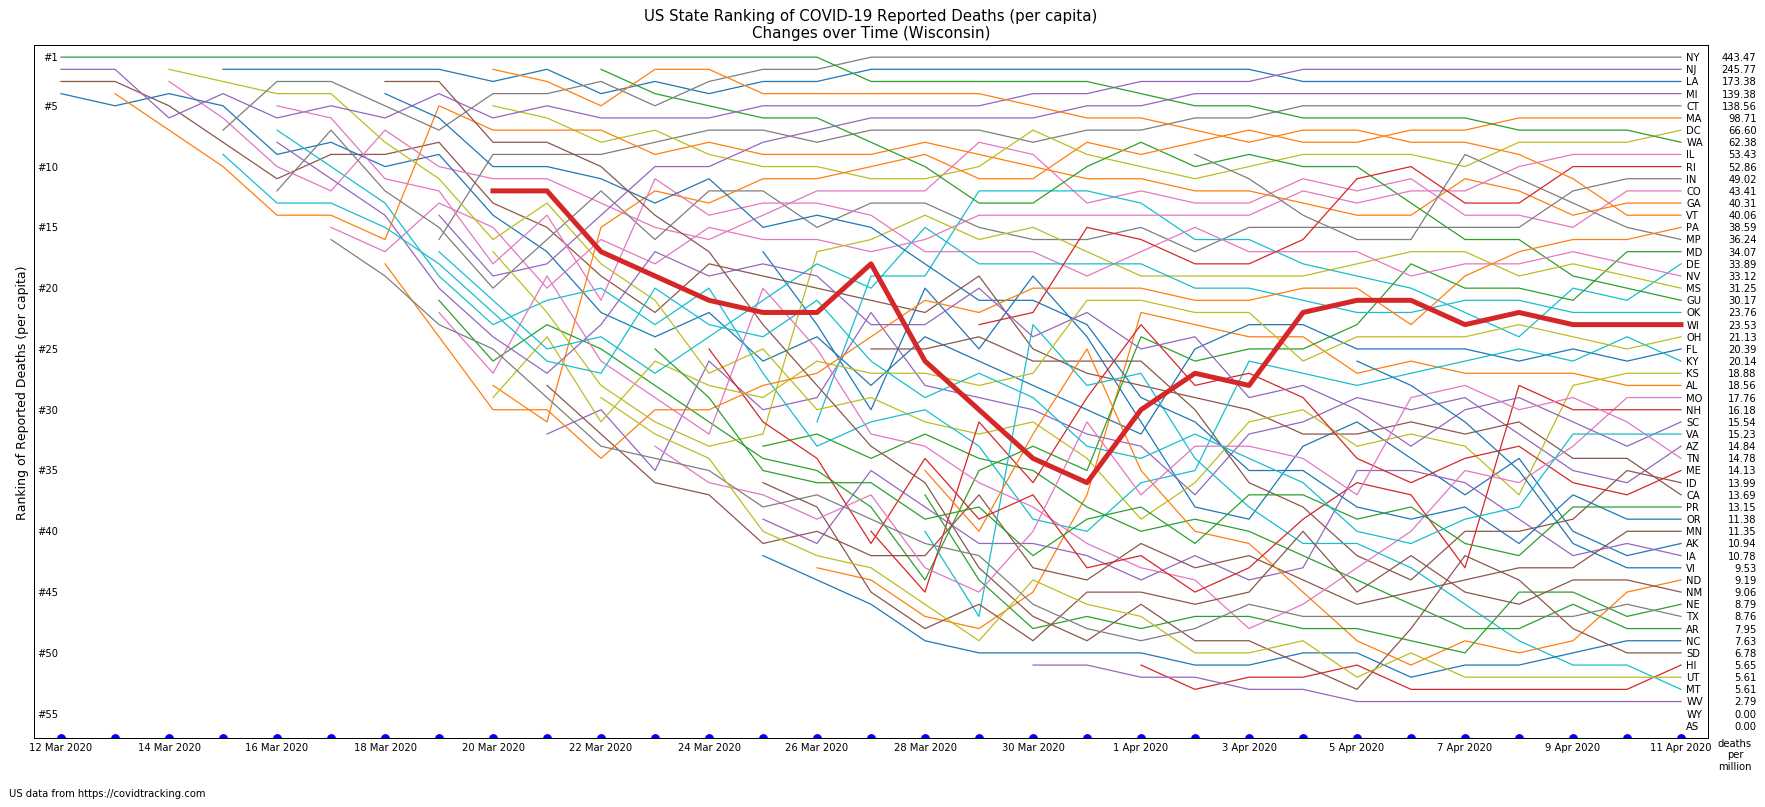 US State Ranking of COVID-19 Reported Deaths (per capita)
Changes over Time (Wisconsin)
Ranking of Reported Deaths (per capita)
#1
#5
#10
#15
#20
#25
#30
#35
#40
#45
#50
#55
NY 443.47
NJ 245.77
LA 173.38
MI 139.38
CT 138.56
MA 98.71
DC 66.60
WA 62.38
IL 53.43
RI 52.86
IN 49.02
CO 43.41
GA 40.31
VT 40.06
PA 38.59
MP 36.24
MD 34.07
DE 33.89
NV 33.12
MS 31.25
GU 30.17
OK 23.76
WI 23.53
OH 21.13
FL 20.39
KY 20.14
KS 18.88
AL 18.56
MO 17.76
NH 16.18
SC 15.54
VA 15.23
AZ 14.84
TN 14.78
ME 14.13
ID 13.99
CA 13.69
PR 13.15
OR 11.38
MN 11.35
AK 10.94
IA 10.78
VI 9.53
ND 9.19
NM 9.06
NE 8.79
TX 8.76
AR 7.95
NC 7.63
SD 6.78
HI 5.65
UT 5.61
MT 5.61
WV 2.79
WY 0.00
AS 0.00
12 Mar 2020 14 Mar 2020 16 Mar 2020 18 Mar 2020 20 Mar 2020 22 Mar 2020 24 Mar 2020 26 Mar 2020 28 Mar 2020 30 Mar 2020 1 Apr 2020 3 Apr 2020 5 Apr 2020 7 Apr 2020 9 Apr 2020 11 Apr 2020
deaths
per
million
US data from https://covidtracking.com